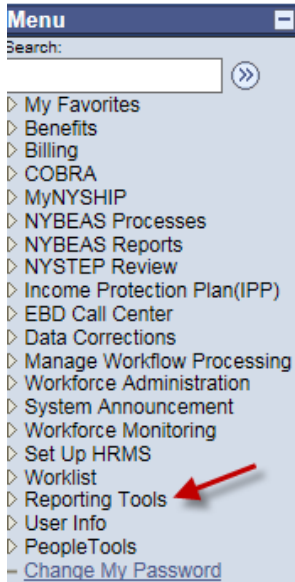 Menu
Search:
My Favorites
Benefits
Billing
COBRA
MyNYSHIP
NYBEAS Processes
NYBEAS Reports
NYSTEP Review
Income Protection Plan(IPP)
EBD Call Center
Data Corrections
Manage Workflow Processing
Workforce Administration
System Announcement
Workforce Monitoring
Set Up HRMS
Worklist
Reporting Tools
User Info
PeopleTools
Change My Password